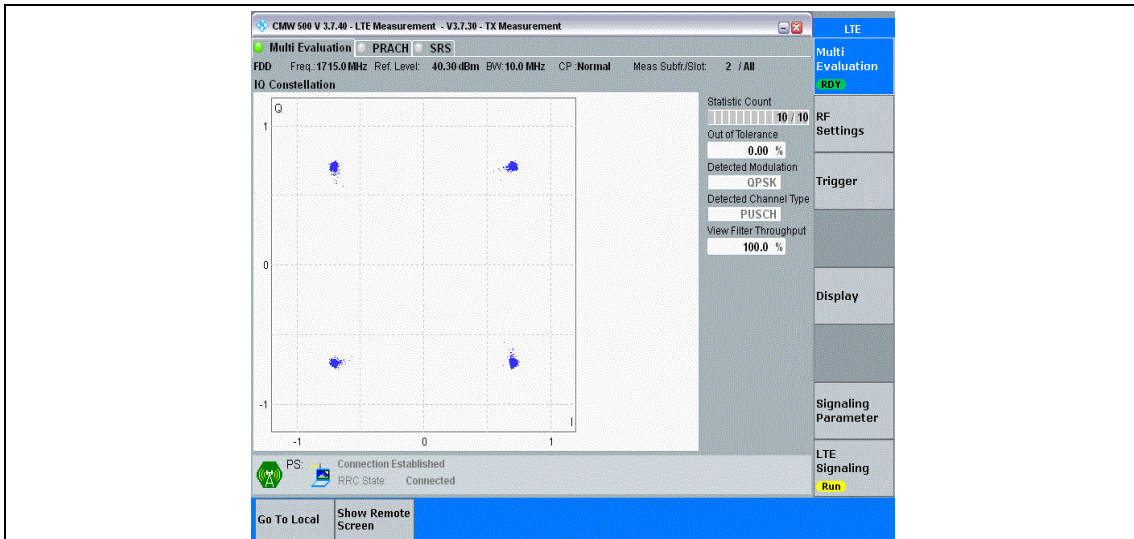 CMW 500 V 3.7.40 - LTE Measurement - V3.7.30 - TX Measurement
LTE
Multi Evaluation PRACH SRS
Multi
Evaluation
RDY
FDD Freq.:1715.0 MHz Ref. Level: 40.30 dBm BW:10.0 MHz CP :Normal Meas Subfr./Slot: 2 / All
IQ Constellation
Q
1
0
-1
-1 0 1
I
Statistic Count
10 / 10
Out of Tolerance
0.00 %
Detected Modulation
QPSK
Detected Channel Type
PUSCH
View Filter Throughput
100.0 %
RF
Settings
Trigger
Display
Signaling
Parameter
LTE
Signaling
Run
PS: Connection Established
RRC State: Connected
Go To Local
Show Remote
Screen